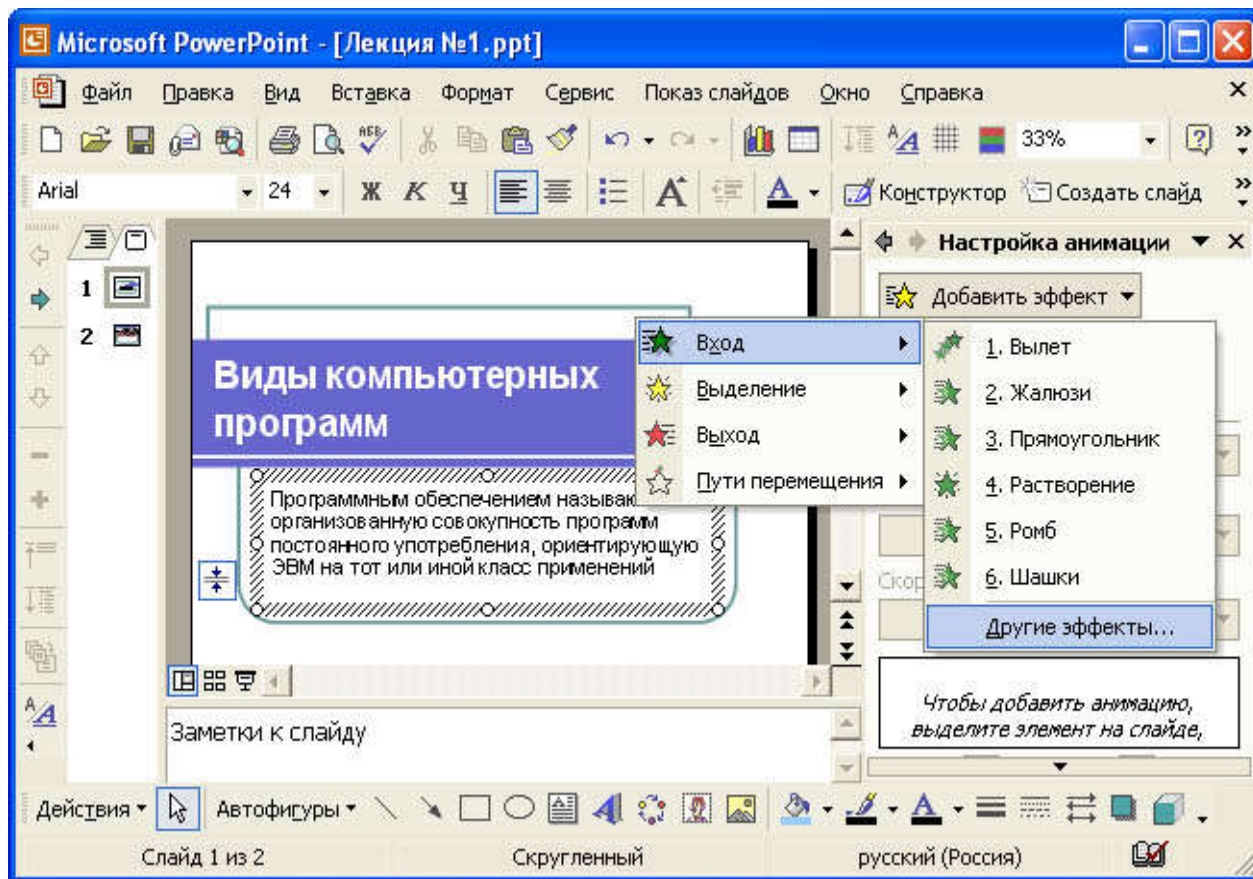 Microsoft PowerPoint - [Лекция №1.ppt]
Файл Правка Вид Вставка Формат Сервис Показ слайдов Окно Справка
33%
Arial 24 Ж К Ч Конструктор Создать слайд
Настройка анимации
1
2
Добавить эффект
Виды компьютерных
программ
Программным обеспечением называю
организованную совокупность программ
постоянного употребления, ориентирующую
ЭВМ на тот или иной класс применений
Вход
Выделение
Выход
Пути перемещения
1. Вылет
2. Жалюзи
3. Прямоугольник
4. Растворение
5. Ромб
6. Шашки
Другие эффекты...
Скор
Чтобы добавить анимацию,
выделите элемент на слайде,
Заметки к слайду
Действия Автофигуры
Слайд 1 из 2 Скругленный русский (Россия)